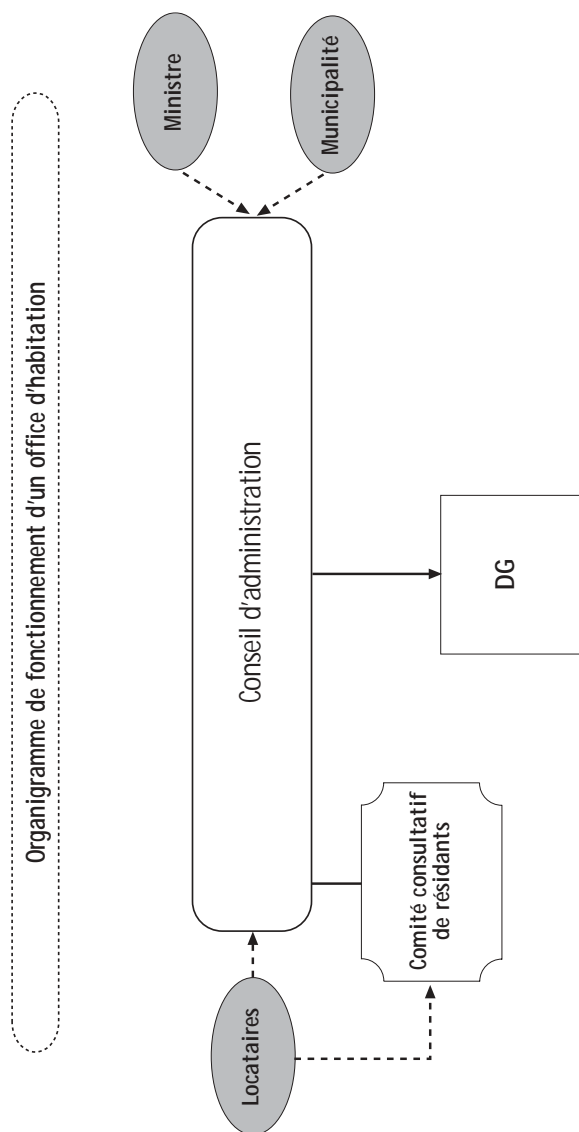 Organigramme de fonctionnement d'un office d'habitation
Ministre
Municipalité
Conseil d'administration
Locataires
Comité consultatif
de résidants
DG